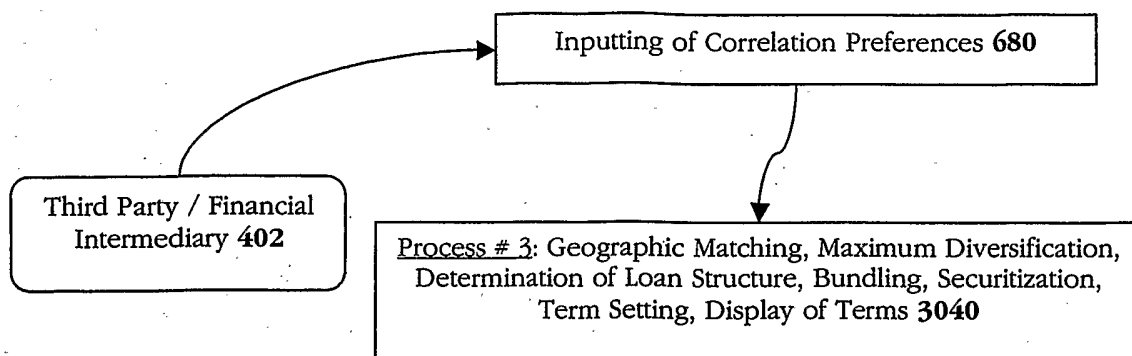 Inputting of Correlation Preferences 680
Third Party / Financial
Intermediary 402
Process # 3: Geographic Matching, Maximum Diversification,
Determination of Loan Structure, Bundling, Securitization,
Term Setting, Display of Terms 3040